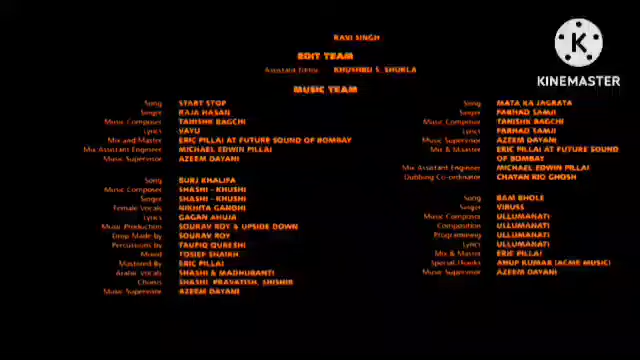 RAVI SINGH
EDIT TEAM
Assistant Editor KHUSHBU S. SHUKLA
MUSIC TEAM
Song START STOP
Singer RAJA HASAN
Music Composer TANISHK BAGCHI
Lyrics VAYU
Mix and Master ERIC PILLAI AT FUTURE SOUND OF BOMBAY
Mix Assistant Engineer MICHAEL EDWIN PILLAI
Music Supervisor AZEEM DAYANI
Song BURJ KHALIFA
Music Composer SHASHI - KHUSHI
Singer SHASHI - KHUSHI
Female Vocals NIKHITA GANDHI
Lyrics GAGAN AHUJA
Music Production SOURAV ROY & UPSIDE DOWN
Drop Made by SOURAV ROY
Percussions by TAUFIQ QURESHI
Mixed TOSIEF SHAIKH
Mastered By ERIC PILLAI
Arabic Vocals SHASHI & MADHUBANTI
Chorus SHASHI, PRAVATISH, SHISHIR
Music Supervisor AZEEM DAYANI
Song MATA KA JAGRATA
Singer FARHAD SAMJI
Music Composer TANISHK BAGCHI
Lyrics FARHAD SAMJI
Music Supervisor AZEEM DAYANI
Mix & Master ERIC PILLAI AT FUTURE SOUND
OF BOMBAY
Mix Assistant Engineer MICHAEL EDWIN PILLAI
Dubbing Co-ordinator CHAYAN RIO GHOSH
Song BAM BHOLE
Singer VIRUSS
Music Composer ULLUMANATI
Composition ULLUMANATI
Programming ULLUMANATI
Lyrics ULLUMANATI
Mix & Master ERIC PILLAI
Special Thanks ANUP KUMAR (ACME MUSIC)
Music Supervisor AZEEM DAYANI
K
KINEMASTER